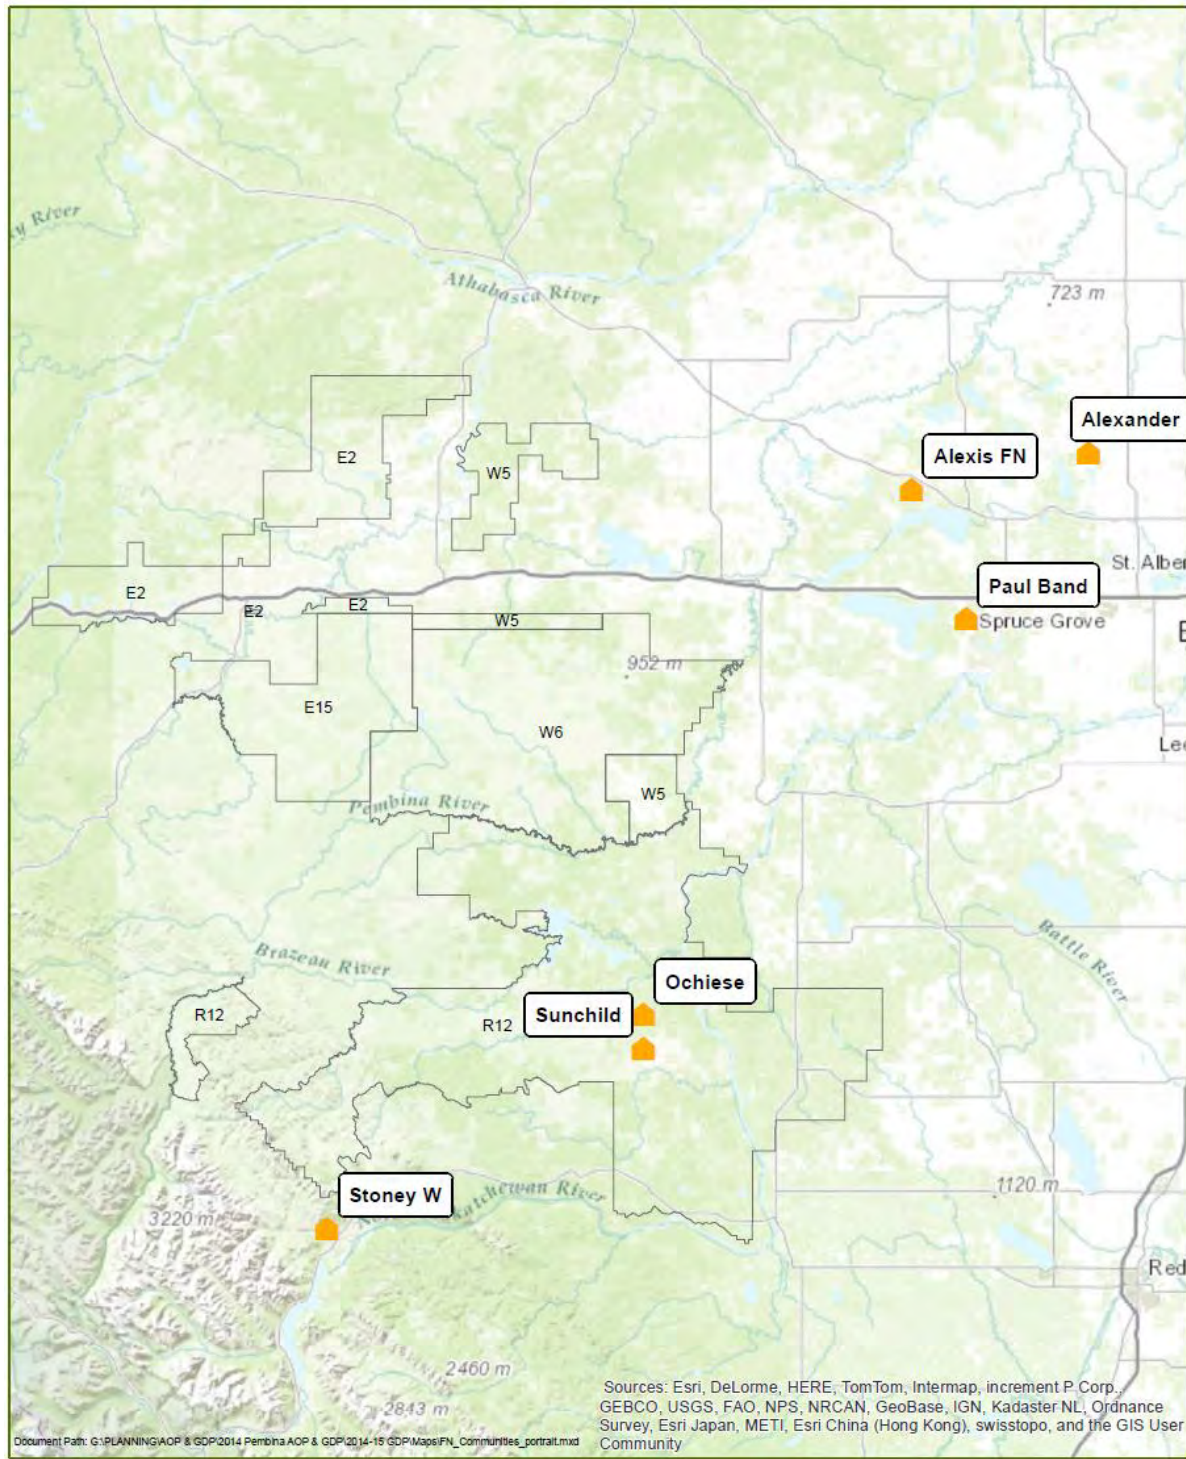 y River
Athabasca River
723 m
Alexander
Alexis FN
E2
W5
St. Alber
Paul Band
E2
E2
E2
W5
Spruce Grove
E
952 m
E15
W6
Lee
W5
Pembina River
Brazeau River
Battle River
Ochiese
R12
Sunchild
R12
Stoney W
katchewan River
1120 m
3220 m
Red
2460 m
2843 m
Sources: Esri, DeLorme, HERE, TomTom, Intermap, increment P Corp.,
GEBCO, USGS, FAO, NPS, NRCAN, GeoBase, IGN, Kadaster NL, Ordnance
Survey, Esri Japan, METI, Esri China (Hong Kong), swisstopo, and the GIS User
Community
Document Path: G:\PLANNING\AOP & GDP\2014 Pembina AOP & GDP\2014-15 GDP\Maps\FN_Communities_portrait.mxd